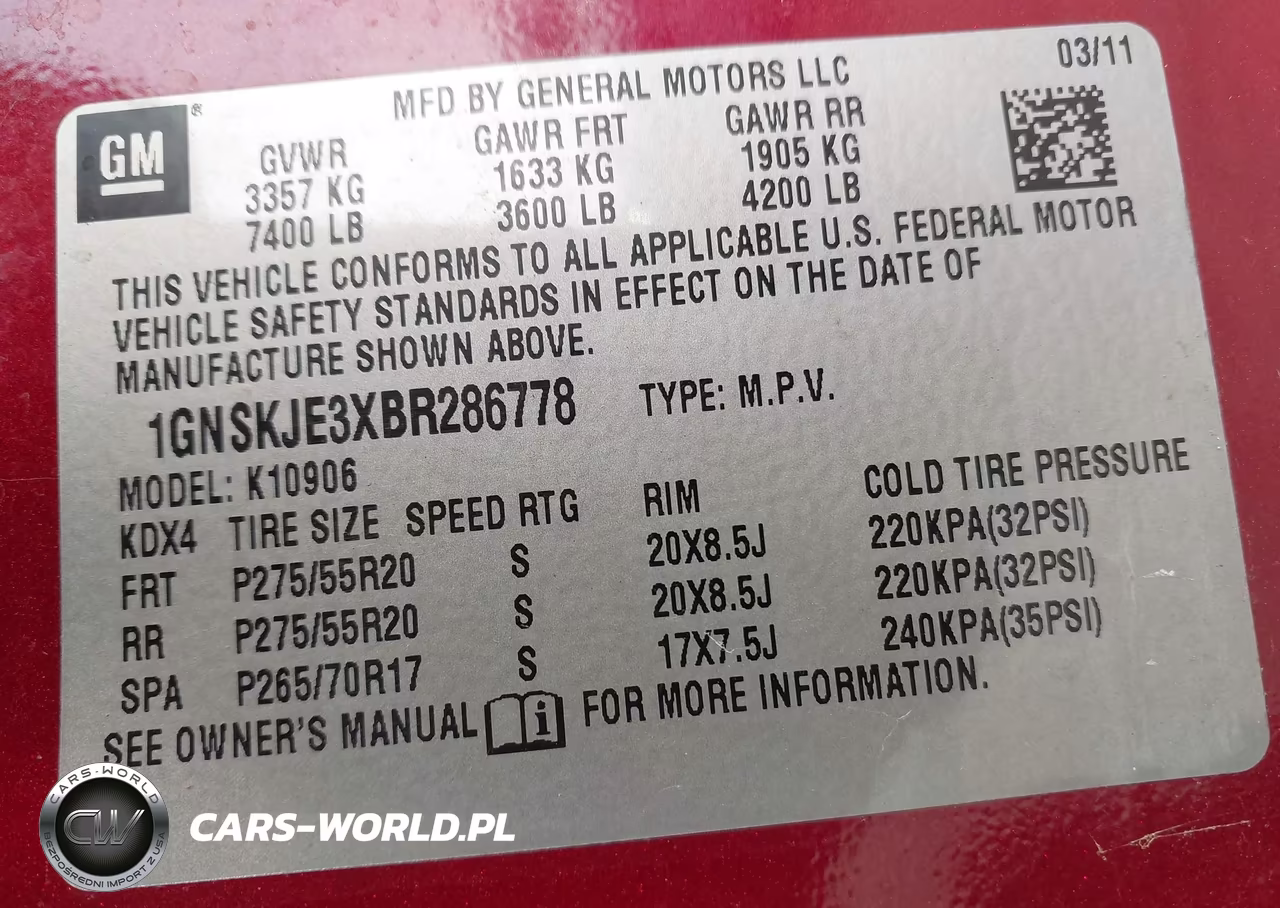 03/11
MFD BY GENERAL MOTORS LLC
GM®
GVWR GAWR FRT GAWR RR
3357 KG 1633 KG 1905 KG
7400 LB 3600 LB 4200 LB
THIS VEHICLE CONFORMS TO ALL APPLICABLE U.S. FEDERAL MOTOR
VEHICLE SAFETY STANDARDS IN EFFECT ON THE DATE OF
MANUFACTURE SHOWN ABOVE.
1GNSKJE3XBR286778 TYPE: M.P.V.
MODEL: K10906
KDX4 TIRE SIZE SPEED RTG RIM COLD TIRE PRESSURE
FRT P275/55R20 S 20X8.5J 220KPA(32PSI)
RR P275/55R20 S 20X8.5J 220KPA(32PSI)
SPA P265/70R17 S 17X7.5J 240KPA(35PSI)
SEE OWNER'S MANUAL i FOR MORE INFORMATION.
CARS-WORLD
CW
BEZPOŚREDNI IMPORT Z USA
CARS-WORLD.PL